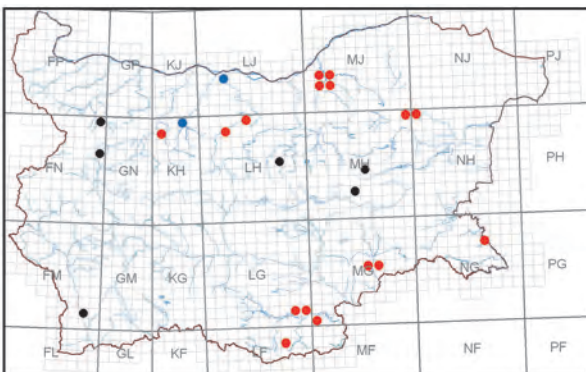 FP GP KJ LJ MJ NJ PJ
FN GN KH LH MH NH PH
FM GM KG LG MG NG PG
FL GL KF LF MF NF PF